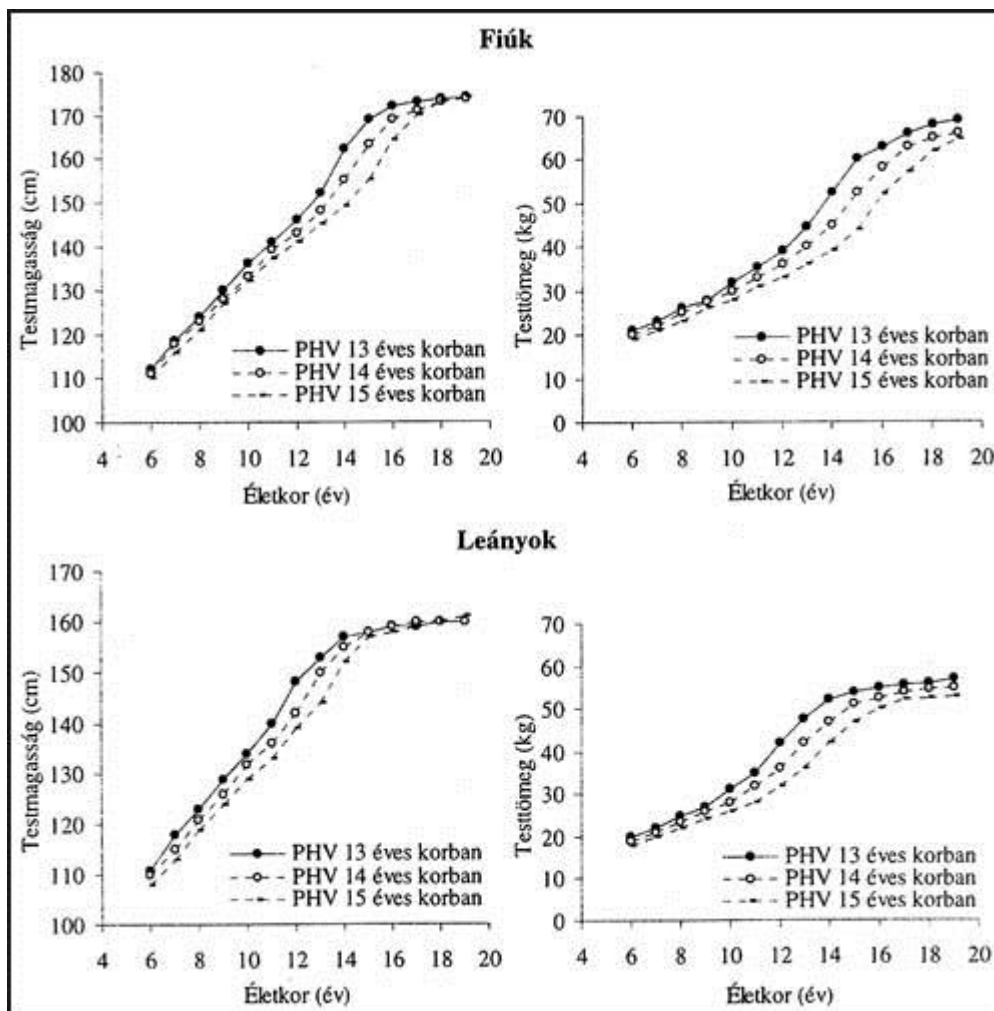 Fiúk
Testmagasság (cm)
180
170
160
150
140
130
120
110
100
PHV 13 éves korban
PHV 14 éves korban
PHV 15 éves korban
4 6 8 10 12 14 16 18 20
Életkor (év)
Testtömeg (kg)
70
60
50
40
30
20
10
0
PHV 13 éves korban
PHV 14 éves korban
PHV 15 éves korban
4 6 8 10 12 14 16 18 20
Életkor (év)
Leányok
Testmagasság (cm)
170
160
150
140
130
120
110
100
PHV 13 éves korban
PHV 14 éves korban
PHV 15 éves korban
4 6 8 10 12 14 16 18 20
Életkor (év)
Testtömeg (kg)
70
60
50
40
30
20
10
0
PHV 13 éves korban
PHV 14 éves korban
PHV 15 éves korban
4 6 8 10 12 14 16 18 20
Életkor (év)